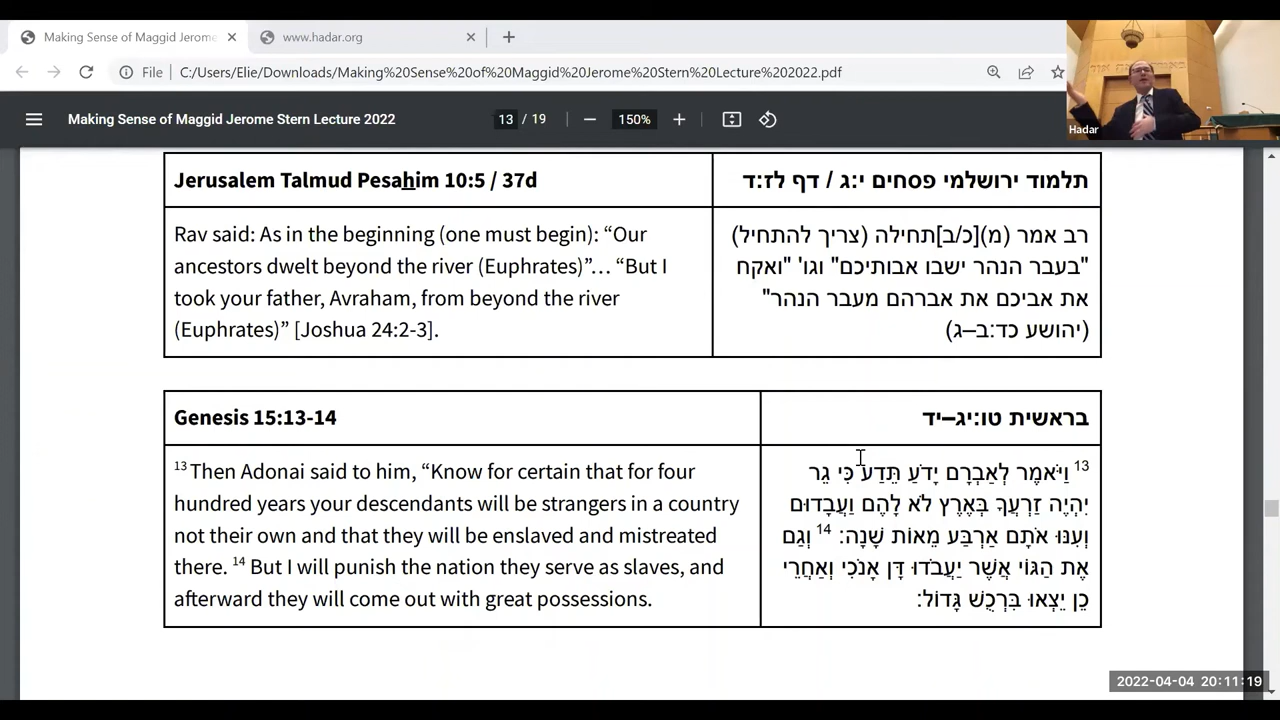 Making Sense of Maggid Jerome
www.hadar.org
File
C:/Users/Elie/Downloads/Making%20Sense%20of%20Maggid%20Jerome%20Stern%20Lecture%202022.pdf
Making Sense of Maggid Jerome Stern Lecture 2022
13 / 19
150%
Hadar
Jerusalem Talmud Pesahim 10:5 / 37d
תלמוד ירושלמי פסחים י:ג / דף לז:ד
Rav said: As in the beginning (one must begin): “Our
ancestors dwelt beyond the river (Euphrates)”… “But I
took your father, Avraham, from beyond the river
(Euphrates)” [Joshua 24:2-3].
רב אמר (מ)[כ/ב]תחילה (צריך להתחיל)
"בעבר הנהר ישבו אבותיכם" וגו' "ואקח
את אביכם את אברהם מעבר הנהר"
(יהושע כד:ב–ג)
Genesis 15:13-14
בראשית טו:יג–יד
13 Then Adonai said to him, “Know for certain that for four
hundred years your descendants will be strangers in a country
not their own and that they will be enslaved and mistreated
there. 14 But I will punish the nation they serve as slaves, and
afterward they will come out with great possessions.
13 וַיֹּאמֶר לְאַבְרָם יָדֹעַ תֵּדַע כִּי גֵר
יִהְיֶה זַרְעֲךָ בְּאֶרֶץ לֹא לָהֶם וַעֲבָדוּם
וְעִנּוּ אֹתָם אַרְבַּע מֵאוֹת שָׁנָה׃ 14 וְגַם
אֶת הַגּוֹי אֲשֶׁר יַעֲבֹדוּ דָּן אָנֹכִי וְאַחֲרֵי
כֵן יֵצְאוּ בִּרְכֻשׁ גָּדוֹל׃
2022-04-04 20:11:19